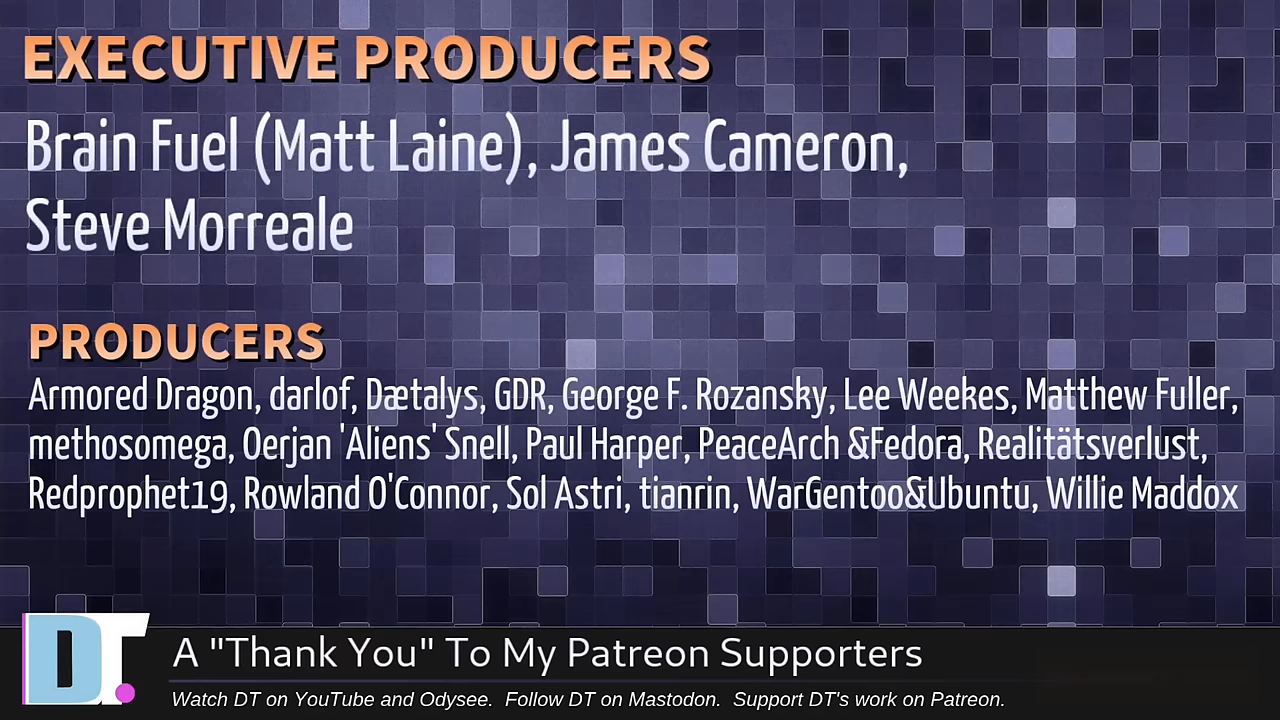 EXECUTIVE PRODUCERS
Brain Fuel (Matt Laine), James Cameron,
Steve Morreale
PRODUCERS
Armored Dragon, darlof, Dætalys, GDR, George F. Rozansky, Lee Weekes, Matthew Fuller,
methosomega, Oerjan 'Aliens' Snell, Paul Harper, PeaceArch &Fedora, Realitätsverlust,
Redprophet19, Rowland O'Connor, Sol Astri, tianrin, WarGentoo&Ubuntu, Willie Maddox
DT.
A "Thank You" To My Patreon Supporters
Watch DT on YouTube and Odysee. Follow DT on Mastodon. Support DT's work on Patreon.